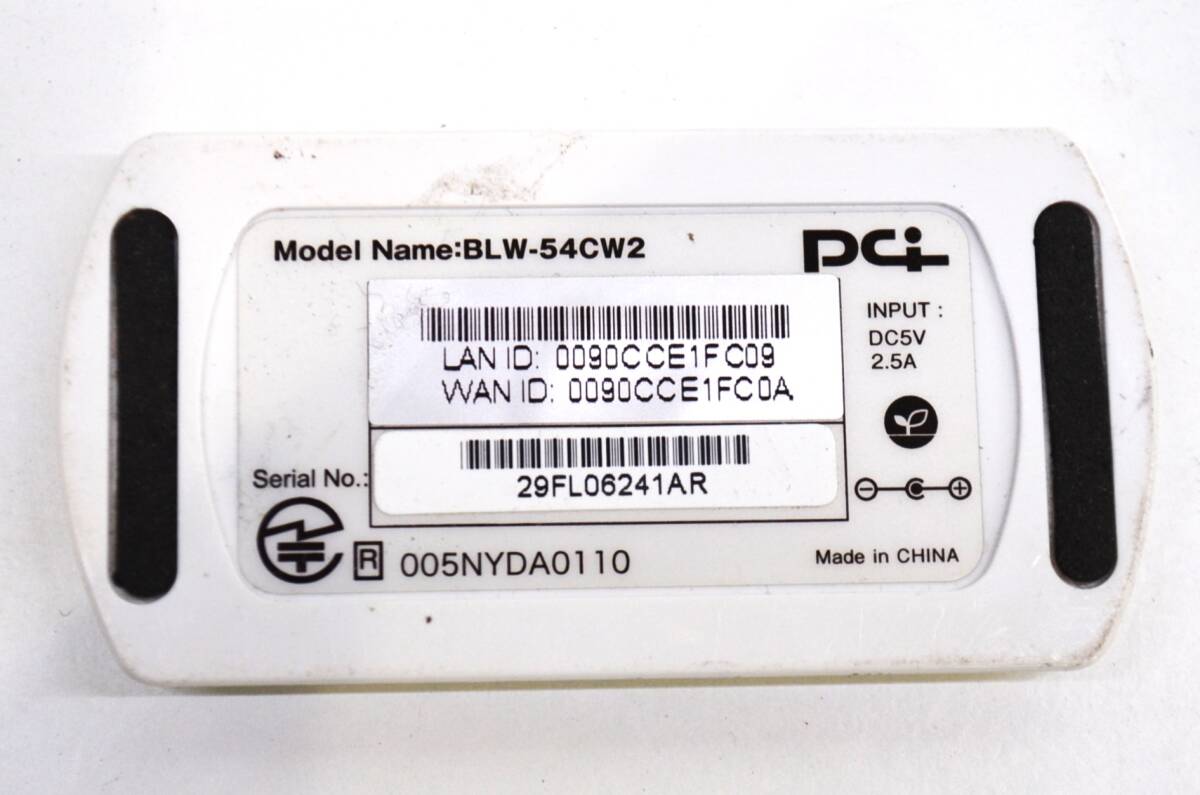 Model Name:BLW-54CW2
PCi
LAN ID: 0090CCE1FC09
WAN ID: 0090CCE1FC0A
INPUT :
DC5V
2.5A
Serial No.:
29FL06241AR
R 005NYDA0110
Made in CHINA